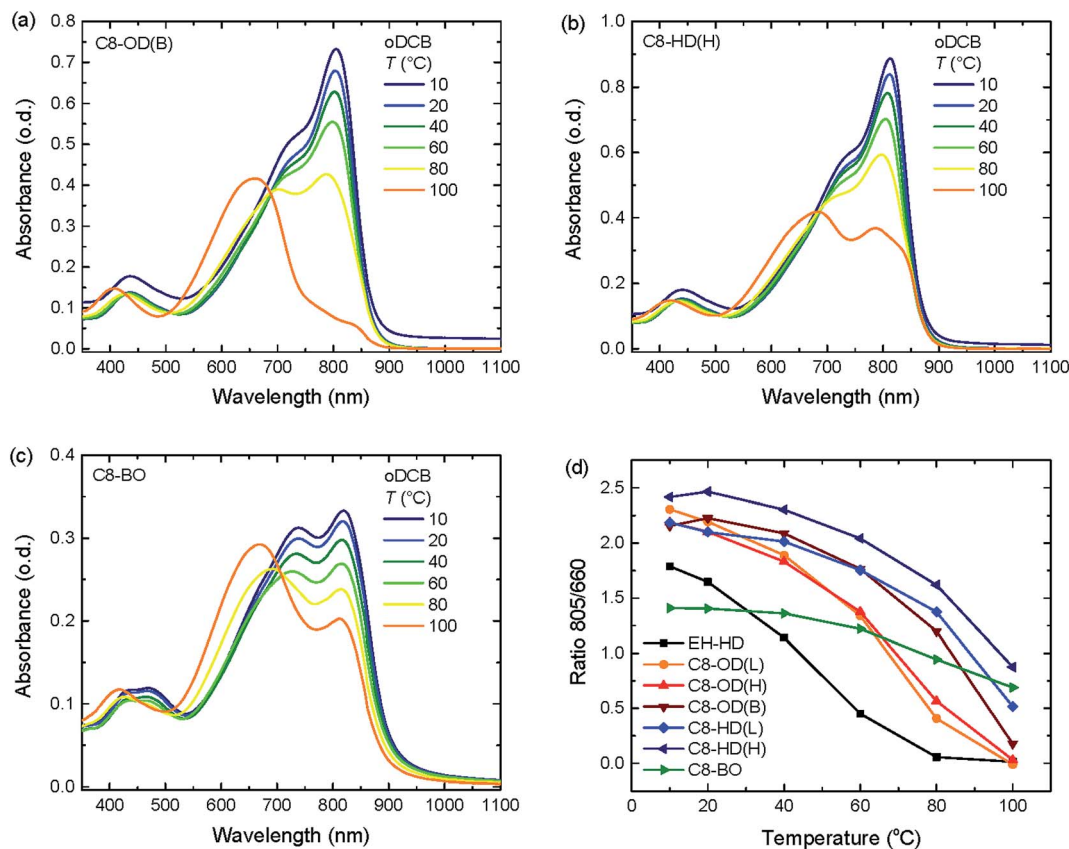 (a)
C8-OD(B)
oDCB
T (°C)
10
20
40
60
80
100
0.8
0.7
0.6
0.5
0.4
0.3
0.2
0.1
0.0
Absorbance (o.d.)
400 500 600 700 800 900 1000 1100
Wavelength (nm)
(b)
C8-HD(H)
oDCB
T (°C)
10
20
40
60
80
100
1.0
0.8
0.6
0.4
0.2
0.0
Absorbance (o.d.)
400 500 600 700 800 900 1000 1100
Wavelength (nm)
(c)
C8-BO
oDCB
T (°C)
10
20
40
60
80
100
0.4
0.3
0.2
0.1
0.0
Absorbance (o.d.)
400 500 600 700 800 900 1000 1100
Wavelength (nm)
(d)
2.5
2.0
1.5
1.0
0.5
0.0
Ratio 805/660
EH-HD
C8-OD(L)
C8-OD(H)
C8-OD(B)
C8-HD(L)
C8-HD(H)
C8-BO
0 20 40 60 80 100
Temperature (°C)